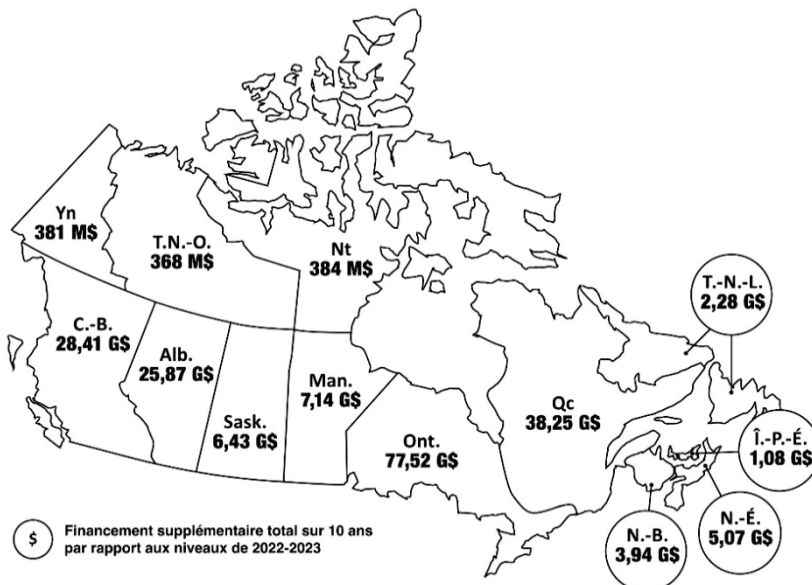 Yn
381 M$
T.N.-O.
368 M$
Nt
384 M$
T.-N.-L.
2,28 G$
C.-B.
28,41 G$
Alb.
25,87 G$
Sask.
6,43 G$
Man.
7,14 G$
Ont.
77,52 G$
Qc
38,25 G$
Î.-P.-É.
1,08 G$
N.-É.
5,07 G$
N.-B.
3,94 G$
$
Financement supplémentaire total sur 10 ans
par rapport aux niveaux de 2022-2023